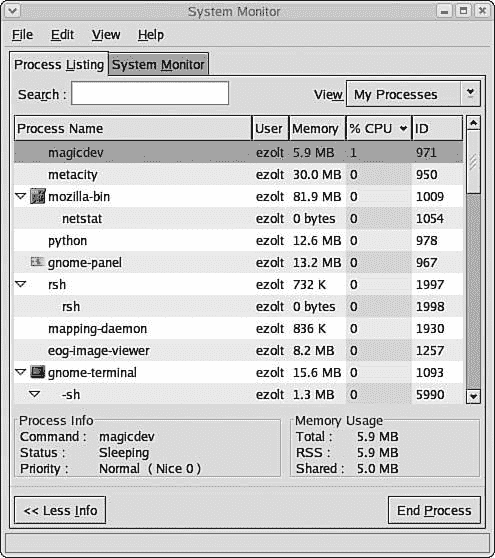 System Monitor
File Edit View Help
Process Listing System Monitor
Search : View My Processes
Process Name User Memory % CPU ID
magicdev ezolt 5.9 MB 1 971
metacity ezolt 30.0 MB 0 950
mozilla-bin ezolt 81.9 MB 0 1009
netstat ezolt 0 bytes 0 1054
python ezolt 12.6 MB 0 978
gnome-panel ezolt 13.2 MB 0 967
rsh ezolt 732 K 0 1997
rsh ezolt 0 bytes 0 1998
mapping-daemon ezolt 836 K 0 1930
eog-image-viewer ezolt 8.2 MB 0 1257
gnome-terminal ezolt 15.6 MB 0 1093
-sh ezolt 1.3 MB 0 5990
Process Info
Command : magicdev
Status : Sleeping
Priority : Normal ( Nice 0 )
Memory Usage
Total : 5.9 MB
RSS : 5.9 MB
Shared : 5.0 MB
<< Less Info End Process